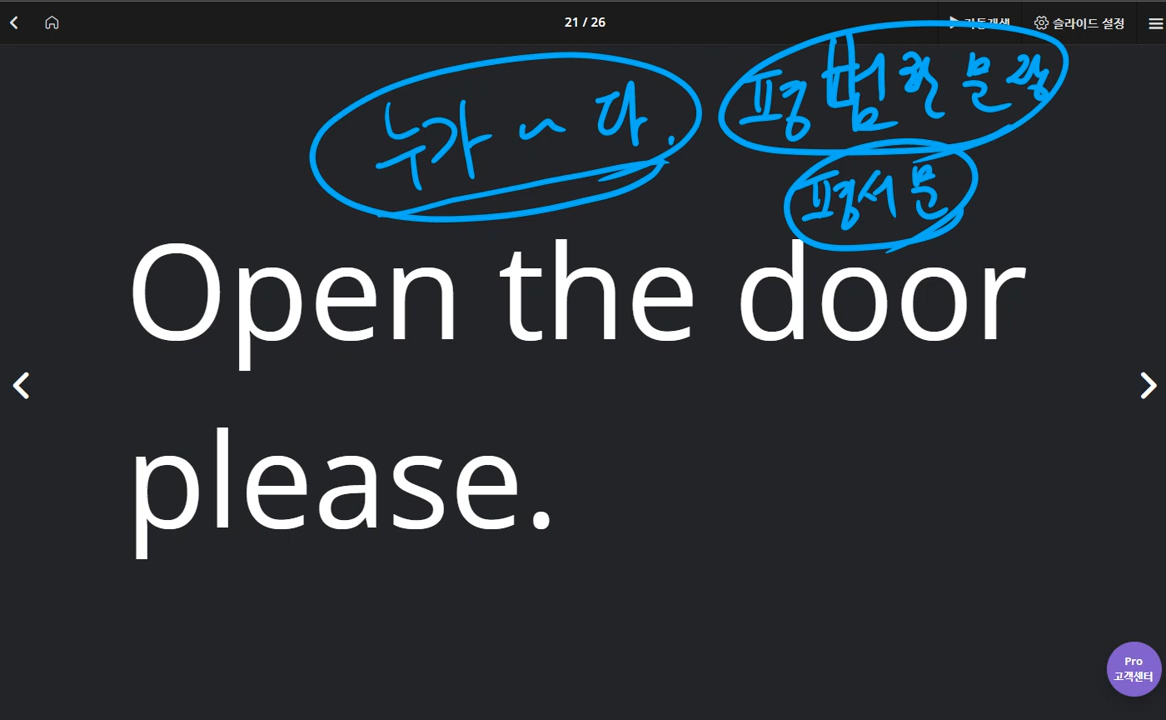 21 / 26
자동재생
슬라이드 설정
누가 ~ 다.
평범한 문장
평서문
Open the door
please.
Pro
고객센터